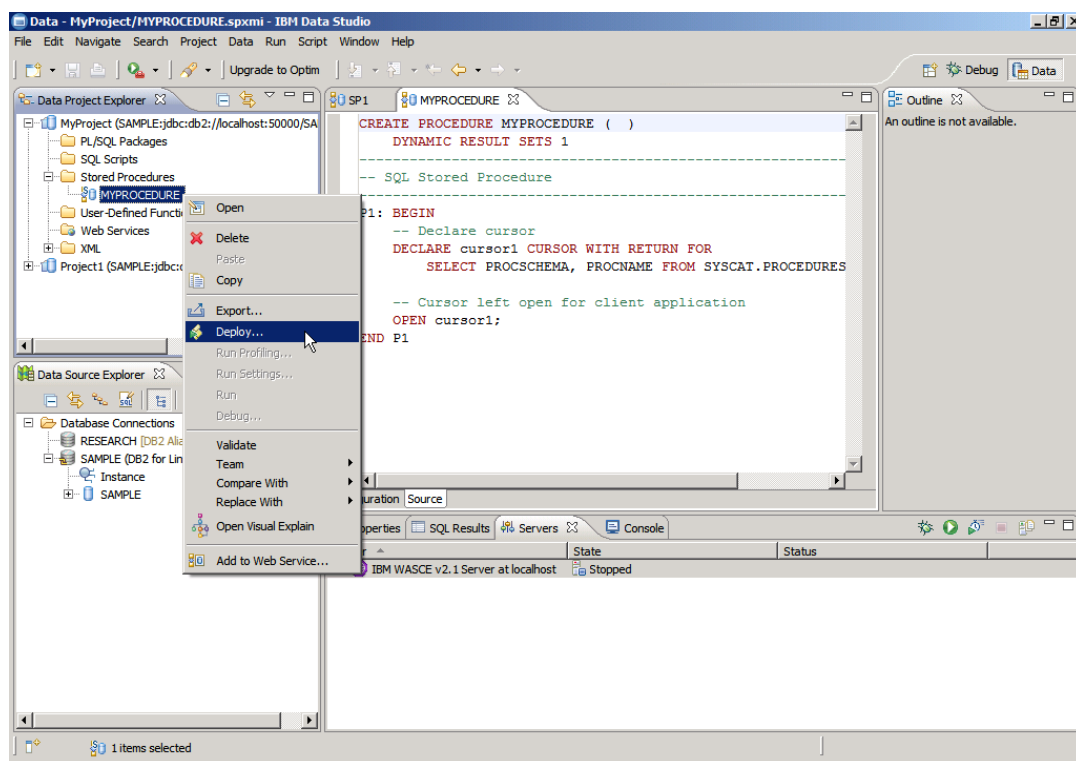 Data - MyProject/MYPROCEDURE.spxmi - IBM Data Studio
File Edit Navigate Search Project Data Run Script Window Help
Upgrade to Optim
Debug Data
Data Project Explorer
MyProject (SAMPLE:jdbc:db2://localhost:50000/SA
PL/SQL Packages
SQL Scripts
Stored Procedures
MYPROCEDURE
User-Defined Functi
Web Services
XML
Project1 (SAMPLE:jdbc:
Open
Delete
Paste
Copy
Export...
Deploy...
Run Profiling...
Run Settings...
Run
Debug...
Validate
Team
Compare With
Replace With
Open Visual Explain
Add to Web Service...
SP1 MYPROCEDURE
CREATE PROCEDURE MYPROCEDURE ( )
DYNAMIC RESULT SETS 1
------------------------------------------------------------------------
-- SQL Stored Procedure
------------------------------------------------------------------------
P1: BEGIN
-- Declare cursor
DECLARE cursor1 CURSOR WITH RETURN FOR
SELECT PROCSCHEMA, PROCNAME FROM SYSCAT.PROCEDURES
-- Cursor left open for client application
OPEN cursor1;
END P1
uration Source
Outline
An outline is not available.
Data Source Explorer
Database Connections
RESEARCH [DB2 Alia
SAMPLE (DB2 for Lin
Instance
SAMPLE
operties SQL Results Servers Console
r State Status
IBM WASCE v2.1 Server at localhost Stopped
1 items selected